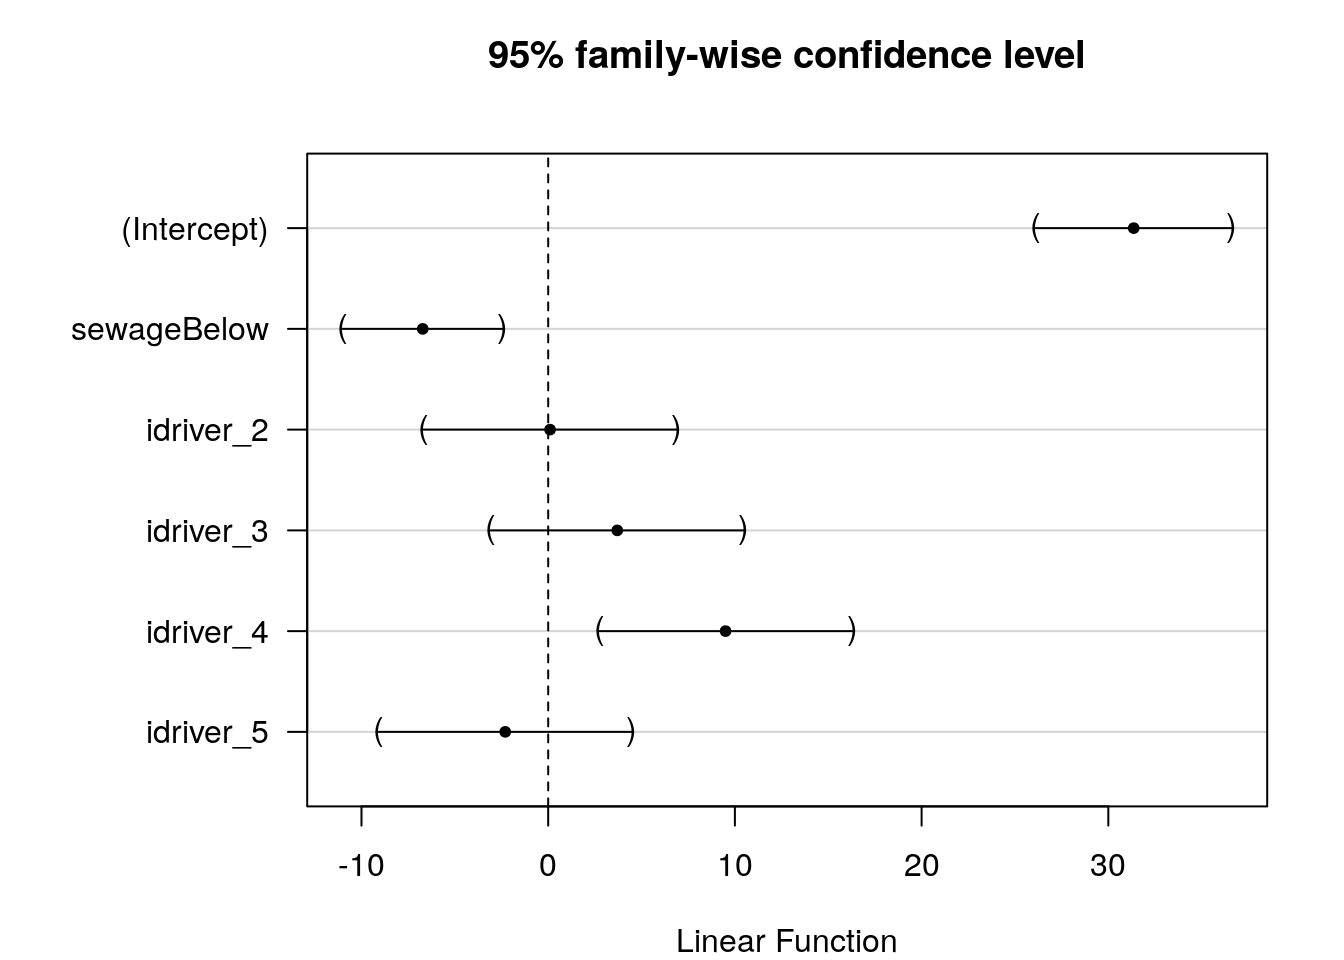 95% family-wise confidence level
(Intercept)
sewageBelow
idriver_2
idriver_3
idriver_4
idriver_5
-10 0 10 20 30
Linear Function